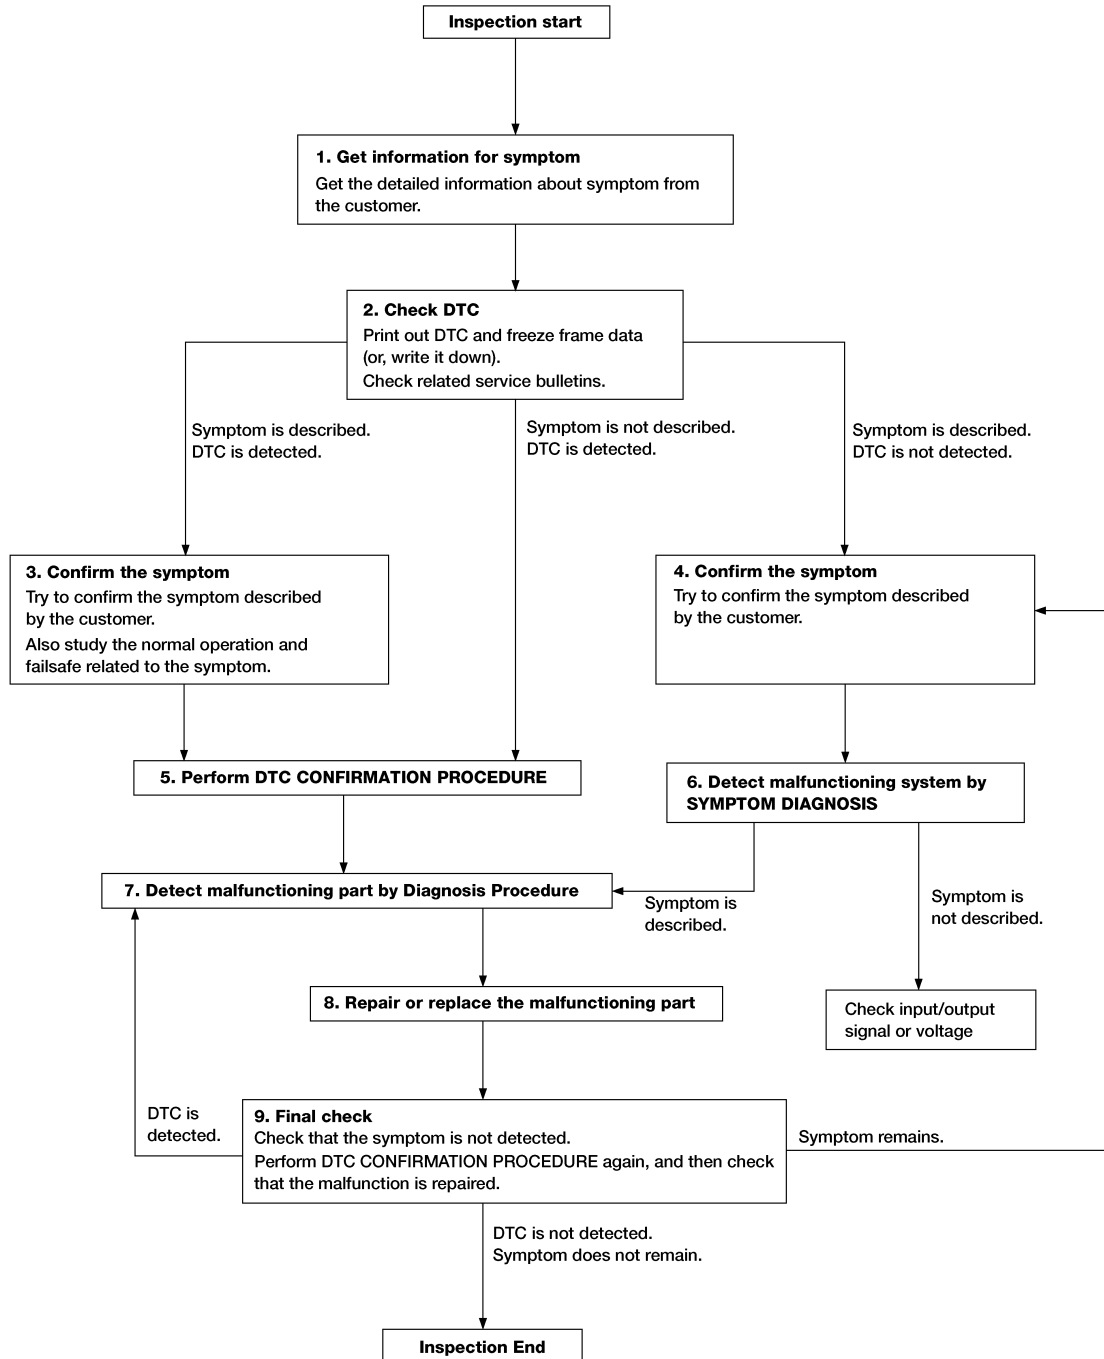 Inspection start
1. Get information for symptom
Get the detailed information about symptom from
the customer.
2. Check DTC
Print out DTC and freeze frame data
(or, write it down).
Check related service bulletins.
Symptom is described.
DTC is detected.
Symptom is not described.
DTC is detected.
Symptom is described.
DTC is not detected.
3. Confirm the symptom
Try to confirm the symptom described
by the customer.
Also study the normal operation and
failsafe related to the symptom.
4. Confirm the symptom
Try to confirm the symptom described
by the customer.
5. Perform DTC CONFIRMATION PROCEDURE
6. Detect malfunctioning system by
SYMPTOM DIAGNOSIS
7. Detect malfunctioning part by Diagnosis Procedure
Symptom is
described.
Symptom is
not described.
8. Repair or replace the malfunctioning part
Check input/output
signal or voltage
DTC is
detected.
9. Final check
Check that the symptom is not detected.
Perform DTC CONFIRMATION PROCEDURE again, and then check
that the malfunction is repaired.
Symptom remains.
DTC is not detected.
Symptom does not remain.
Inspection End